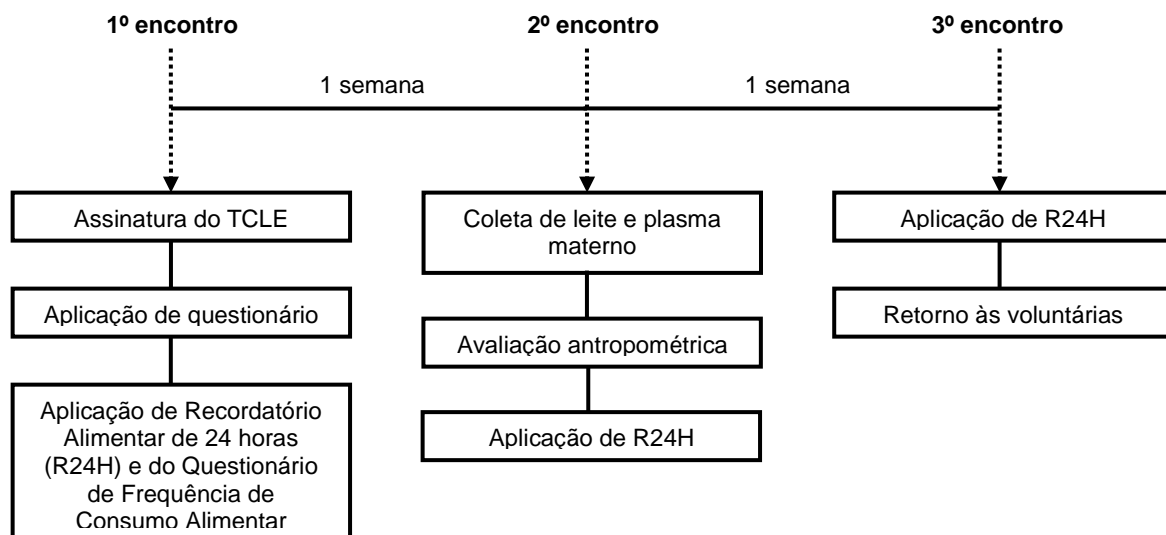 1º encontro
2º encontro
3º encontro
1 semana
1 semana
Assinatura do TCLE
Aplicação de questionário
Aplicação de Recordatório
Alimentar de 24 horas
(R24H) e do Questionário
de Frequência de
Consumo Alimentar
Coleta de leite e plasma
materno
Avaliação antropométrica
Aplicação de R24H
Aplicação de R24H
Retorno às voluntárias